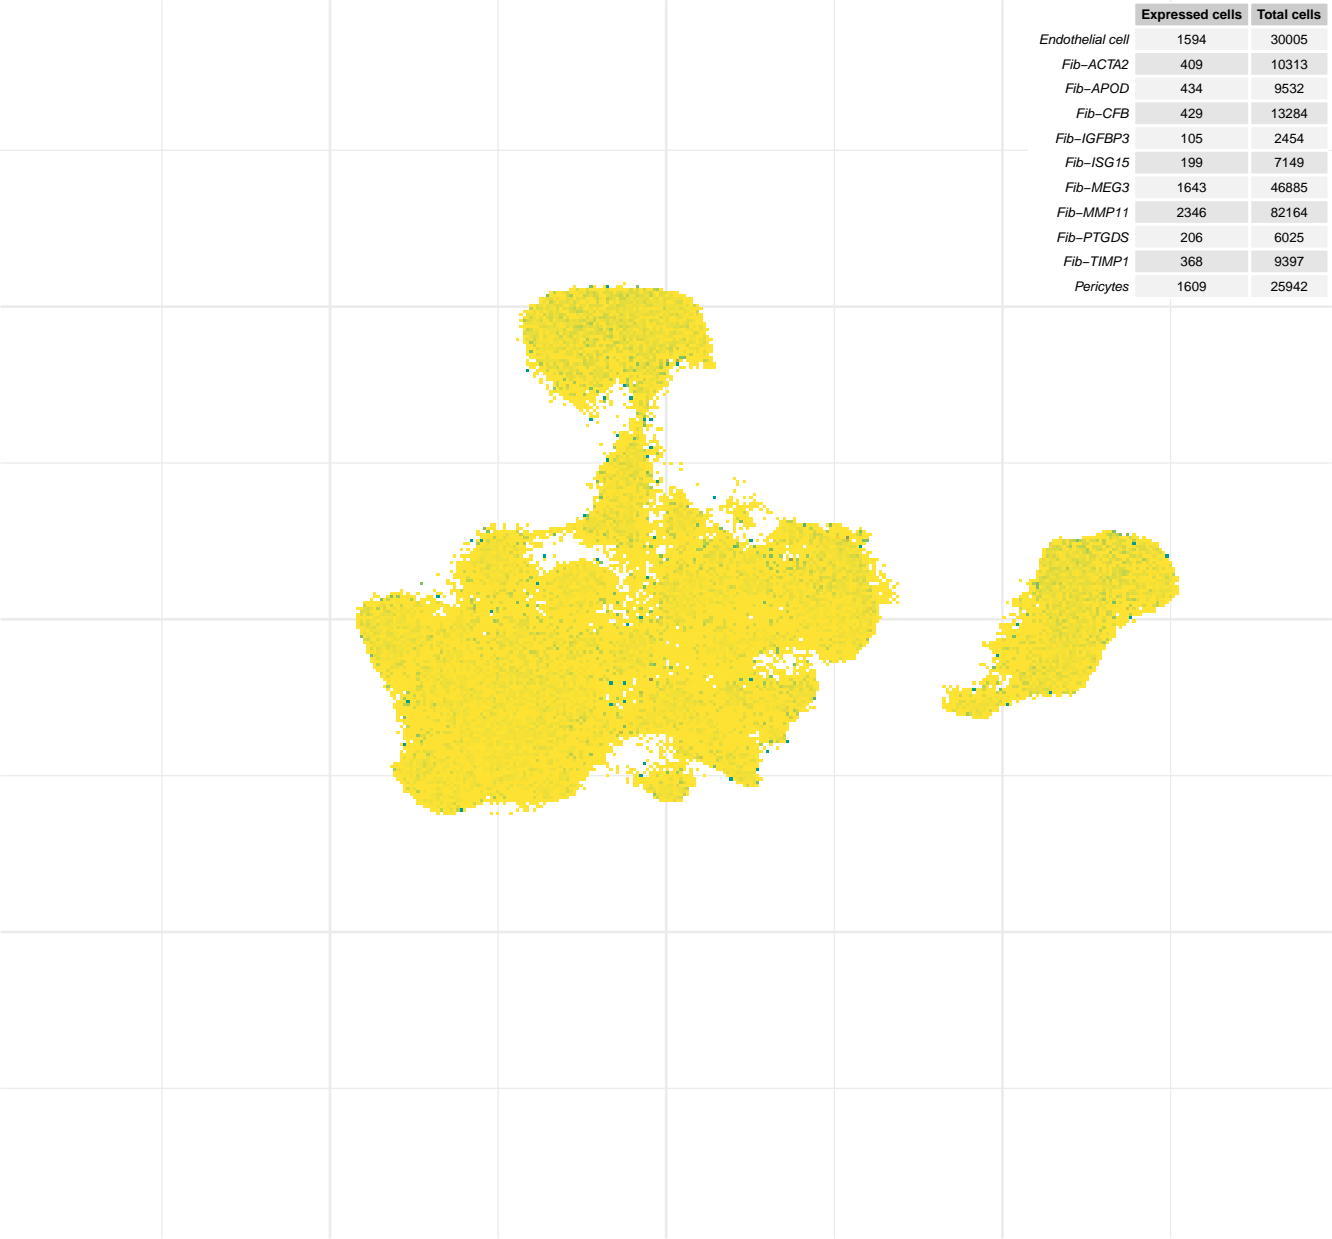 Expressed cells Total cells
Endothelial cell 1594 30005
Fib−ACTA2 409 10313
Fib−APOD 434 9532
Fib−CFB 429 13284
Fib−IGFBP3 105 2454
Fib−ISG15 199 7149
Fib−MEG3 1643 46885
Fib−MMP11 2346 82164
Fib−PTGDS 206 6025
Fib−TIMP1 368 9397
Pericytes 1609 25942